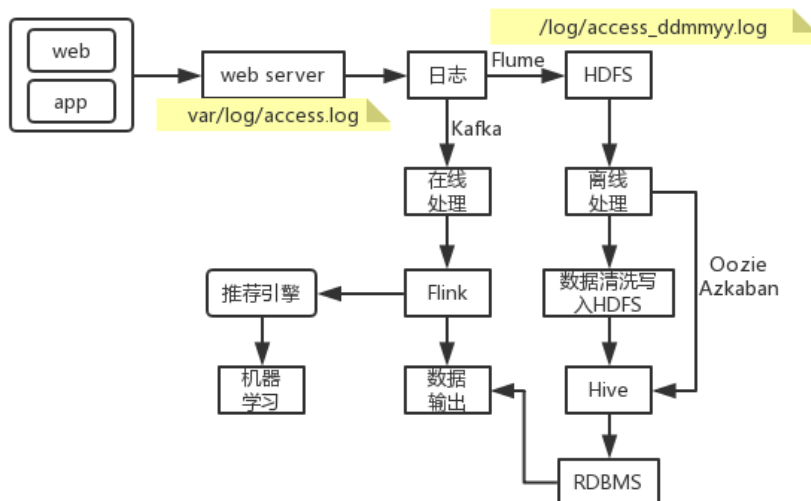 /log/access_ddmmyy.log
web
app
web server
日志
Flume
HDFS
var/log/access.log
Kafka
在线
处理
离线
处理
Oozie
Azkaban
推荐引擎
Flink
数据清洗写
入HDFS
机器
学习
数据
输出
Hive
RDBMS